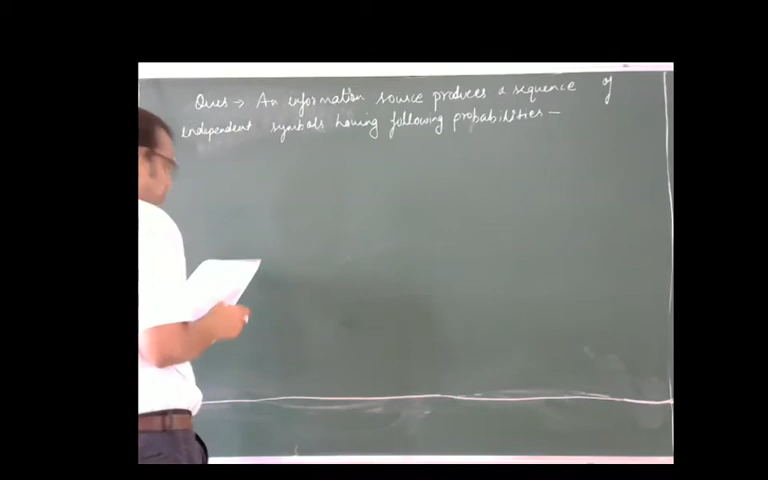 Ques → An information source produces a sequence of
independent symbols having following probabilities —